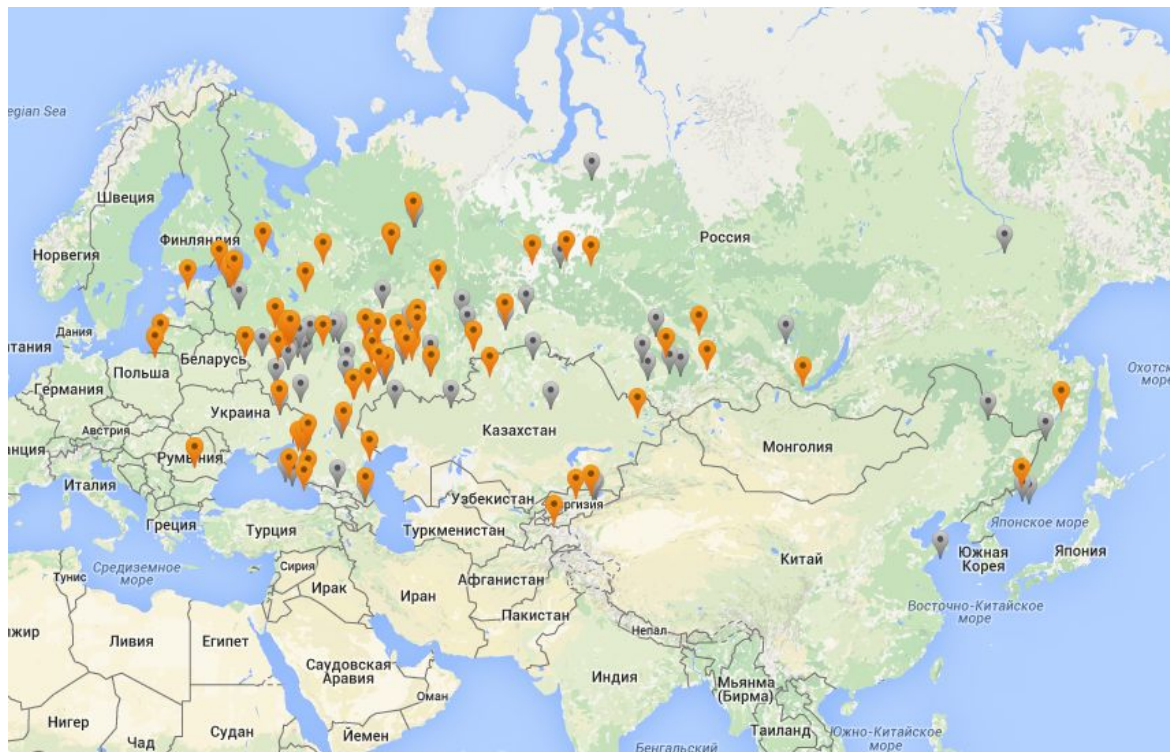 egian Sea
Швеция
Норвегия
Финляндия
Россия
Охотск
море
Дания
тания
Беларусь
Польша
Германия
Украина
Австрия
Казахстан
Монголия
нция
Румыния
Италия
Узбекистан
ргизия
Греция
Турция
Туркменистан
Японское море
Китай
Южная
Корея
Япония
Средиземное
море
Тунис
Сирия
Ирак
Иран
Афганистан
Пакистан
Восточно-Китайское
море
Непал
жир
Ливия
Египет
Саудовская
Аравия
Оман
Индия
Мьянма
(Бирма)
Нигер
Чад
Судан
Йемен
Таиланд
Южно-Китайское
море
Бенгальский